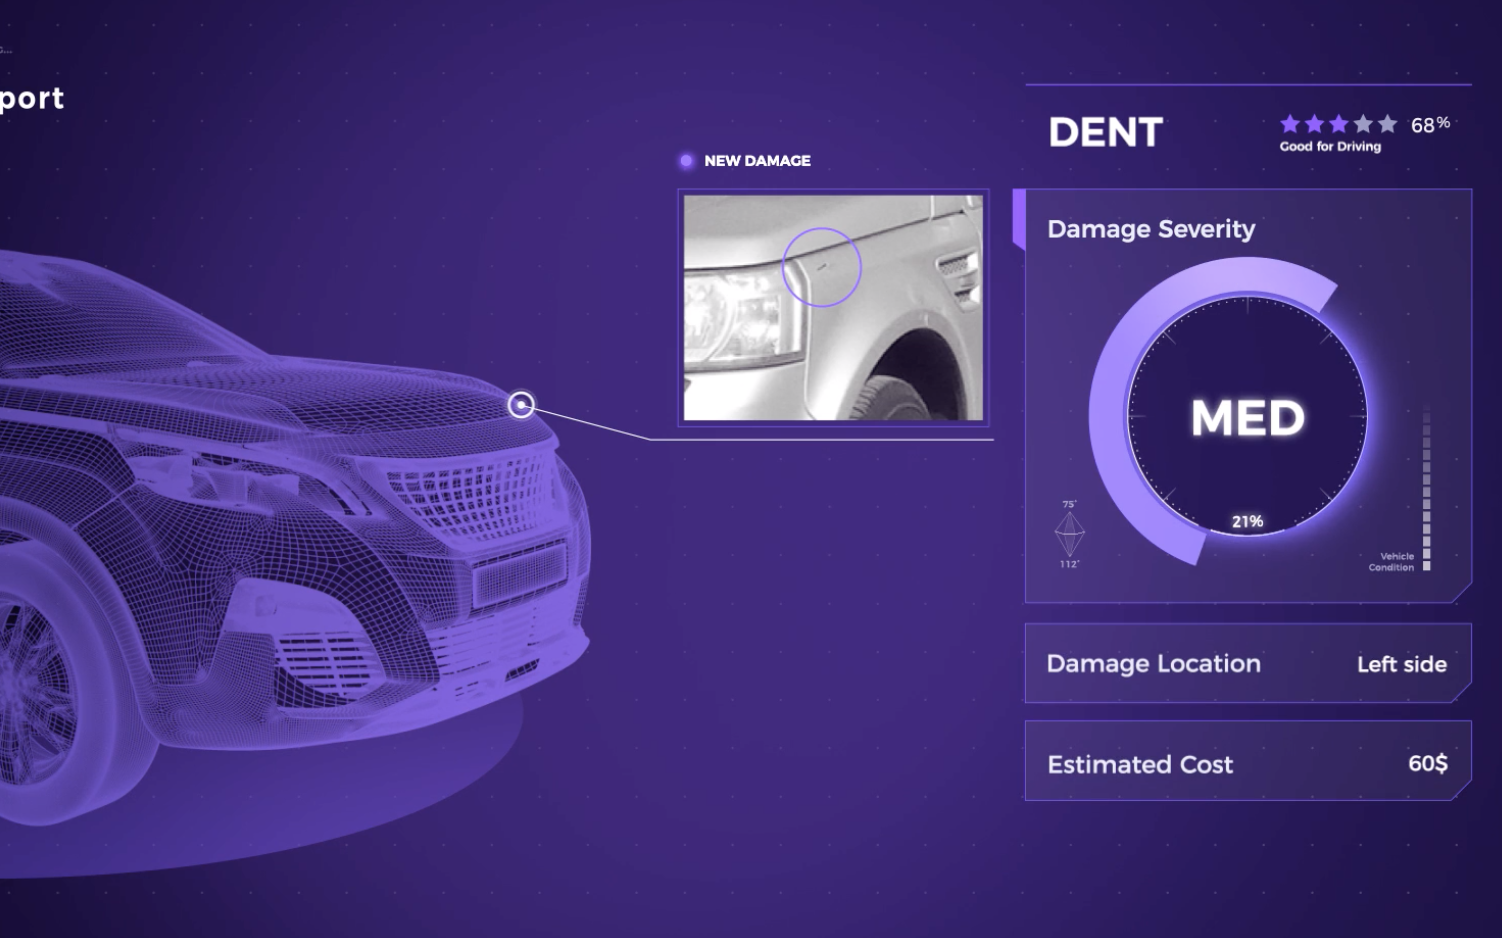 port
NEW DAMAGE
DENT
68%
Good for Driving
Damage Severity
MED
21%
75°
112°
Vehicle
Condition
Damage Location Left side
Estimated Cost 60$